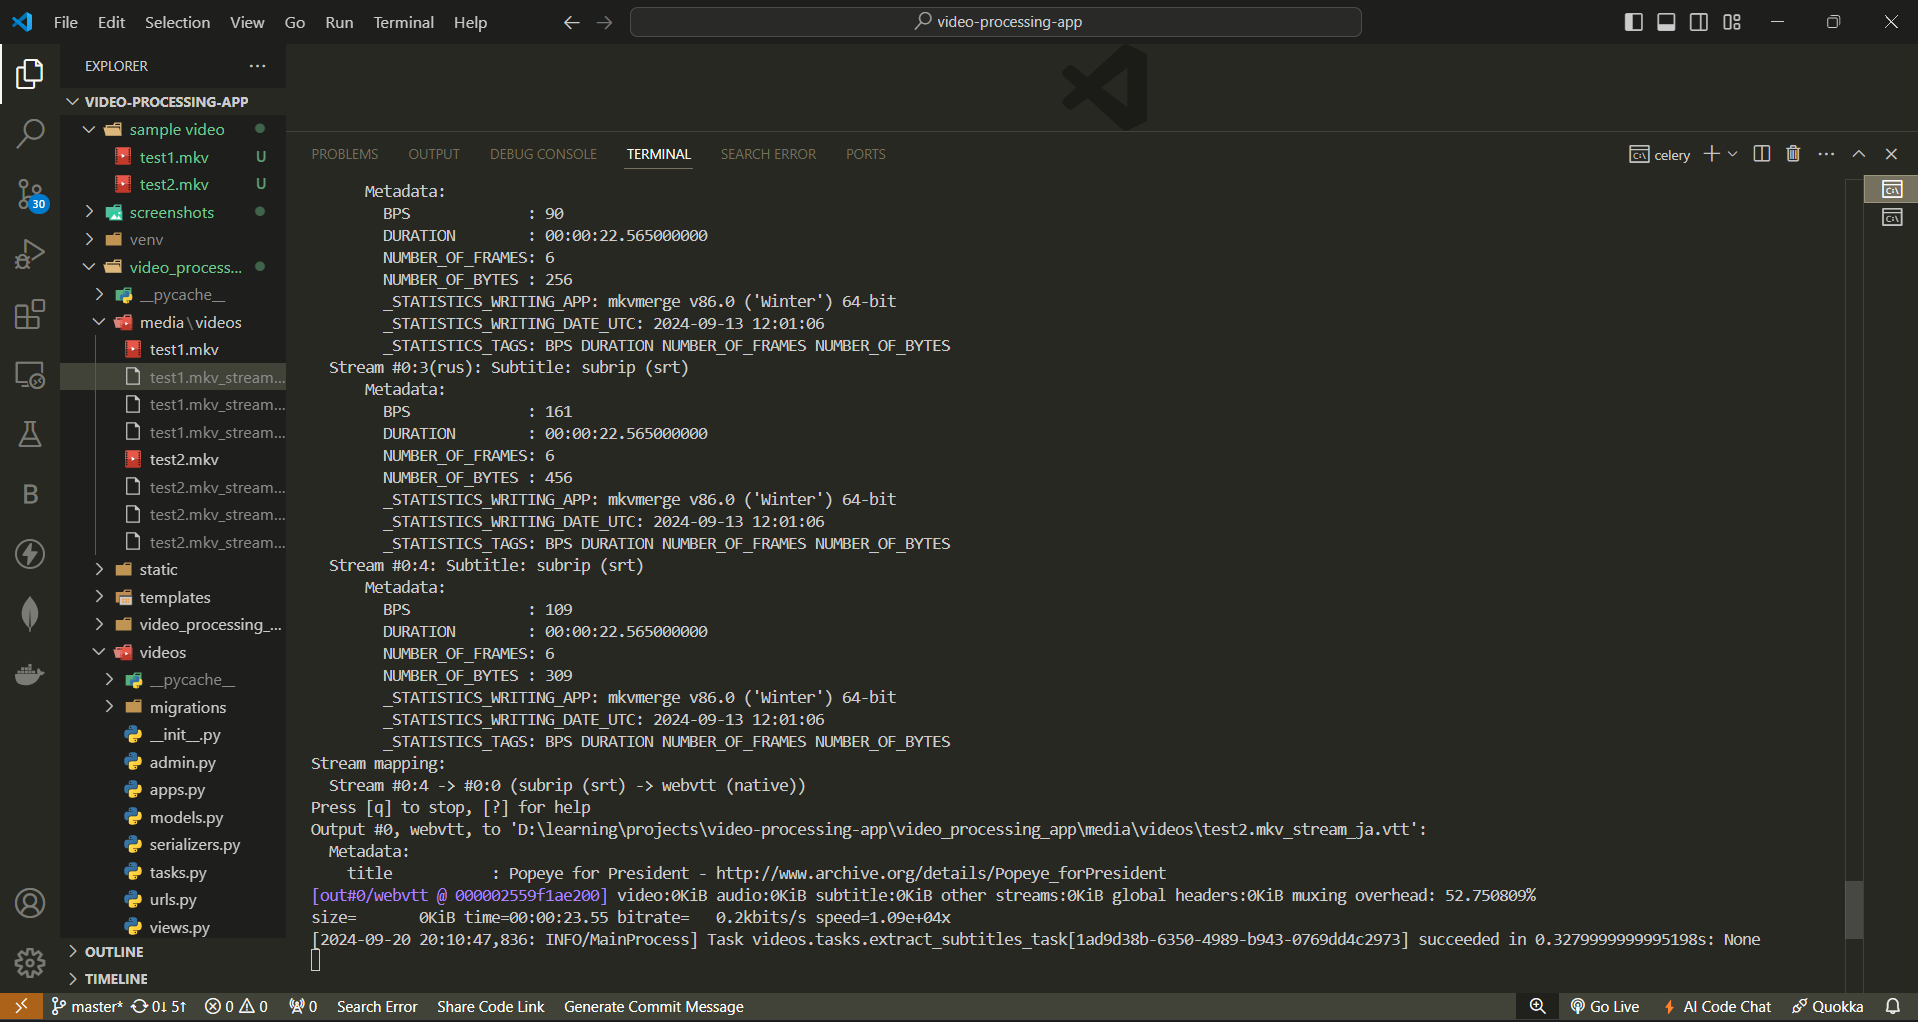 File Edit Selection View Go Run Terminal Help
video-processing-app
EXPLORER
VIDEO-PROCESSING-APP
sample video
test1.mkv U
test2.mkv U
screenshots
venv
video_process...
__pycache__
media\videos
test1.mkv
test1.mkv_stream...
test1.mkv_stream...
test1.mkv_stream...
test2.mkv
test2.mkv_stream...
test2.mkv_stream...
test2.mkv_stream...
static
templates
video_processing_...
videos
__pycache__
migrations
__init__.py
admin.py
apps.py
models.py
serializers.py
tasks.py
urls.py
views.py
OUTLINE
TIMELINE
30
B
PROBLEMS OUTPUT DEBUG CONSOLE TERMINAL SEARCH ERROR PORTS
celery
Metadata:
BPS : 90
DURATION : 00:00:22.565000000
NUMBER_OF_FRAMES: 6
NUMBER_OF_BYTES : 256
_STATISTICS_WRITING_APP: mkvmerge v86.0 ('Winter') 64-bit
_STATISTICS_WRITING_DATE_UTC: 2024-09-13 12:01:06
_STATISTICS_TAGS: BPS DURATION NUMBER_OF_FRAMES NUMBER_OF_BYTES
Stream #0:3(rus): Subtitle: subrip (srt)
Metadata:
BPS : 161
DURATION : 00:00:22.565000000
NUMBER_OF_FRAMES: 6
NUMBER_OF_BYTES : 456
_STATISTICS_WRITING_APP: mkvmerge v86.0 ('Winter') 64-bit
_STATISTICS_WRITING_DATE_UTC: 2024-09-13 12:01:06
_STATISTICS_TAGS: BPS DURATION NUMBER_OF_FRAMES NUMBER_OF_BYTES
Stream #0:4: Subtitle: subrip (srt)
Metadata:
BPS : 109
DURATION : 00:00:22.565000000
NUMBER_OF_FRAMES: 6
NUMBER_OF_BYTES : 309
_STATISTICS_WRITING_APP: mkvmerge v86.0 ('Winter') 64-bit
_STATISTICS_WRITING_DATE_UTC: 2024-09-13 12:01:06
_STATISTICS_TAGS: BPS DURATION NUMBER_OF_FRAMES NUMBER_OF_BYTES
Stream mapping:
Stream #0:4 -> #0:0 (subrip (srt) -> webvtt (native))
Press [q] to stop, [?] for help
Output #0, webvtt, to 'D:\learning\projects\video-processing-app\video_processing_app\media\videos\test2.mkv_stream_ja.vtt':
Metadata:
title : Popeye for President - http://www.archive.org/details/Popeye_forPresident
[out#0/webvtt @ 000002559f1ae200] video:0KiB audio:0KiB subtitle:0KiB other streams:0KiB global headers:0KiB muxing overhead: 52.750809%
size= 0KiB time=00:00:23.55 bitrate= 0.2kbits/s speed=1.09e+04x
[2024-09-20 20:10:47,836: INFO/MainProcess] Task videos.tasks.extract_subtitles_task[1ad9d38b-6350-4989-b943-0769dd4c2973] succeeded in 0.3279999999995198s: None
master* 0↓ 5↑ 0 0 0 Search Error Share Code Link Generate Commit Message Go Live AI Code Chat Quokka